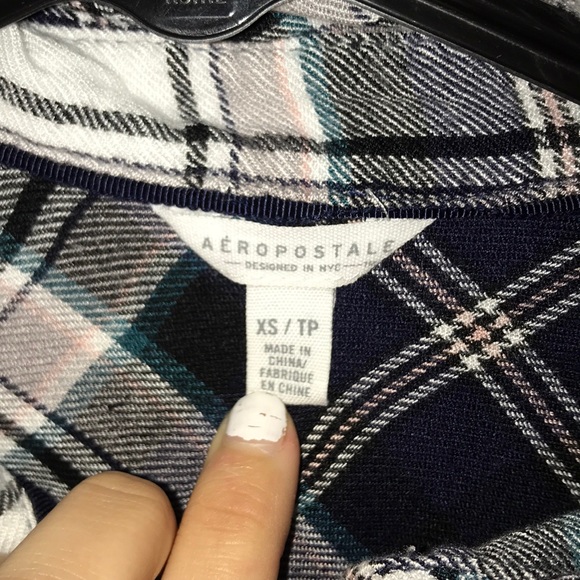 AÉROPOSTALE
DESIGNED IN NYC
XS / TP
MADE IN
CHINA/
FABRIQUÉ
EN CHINE